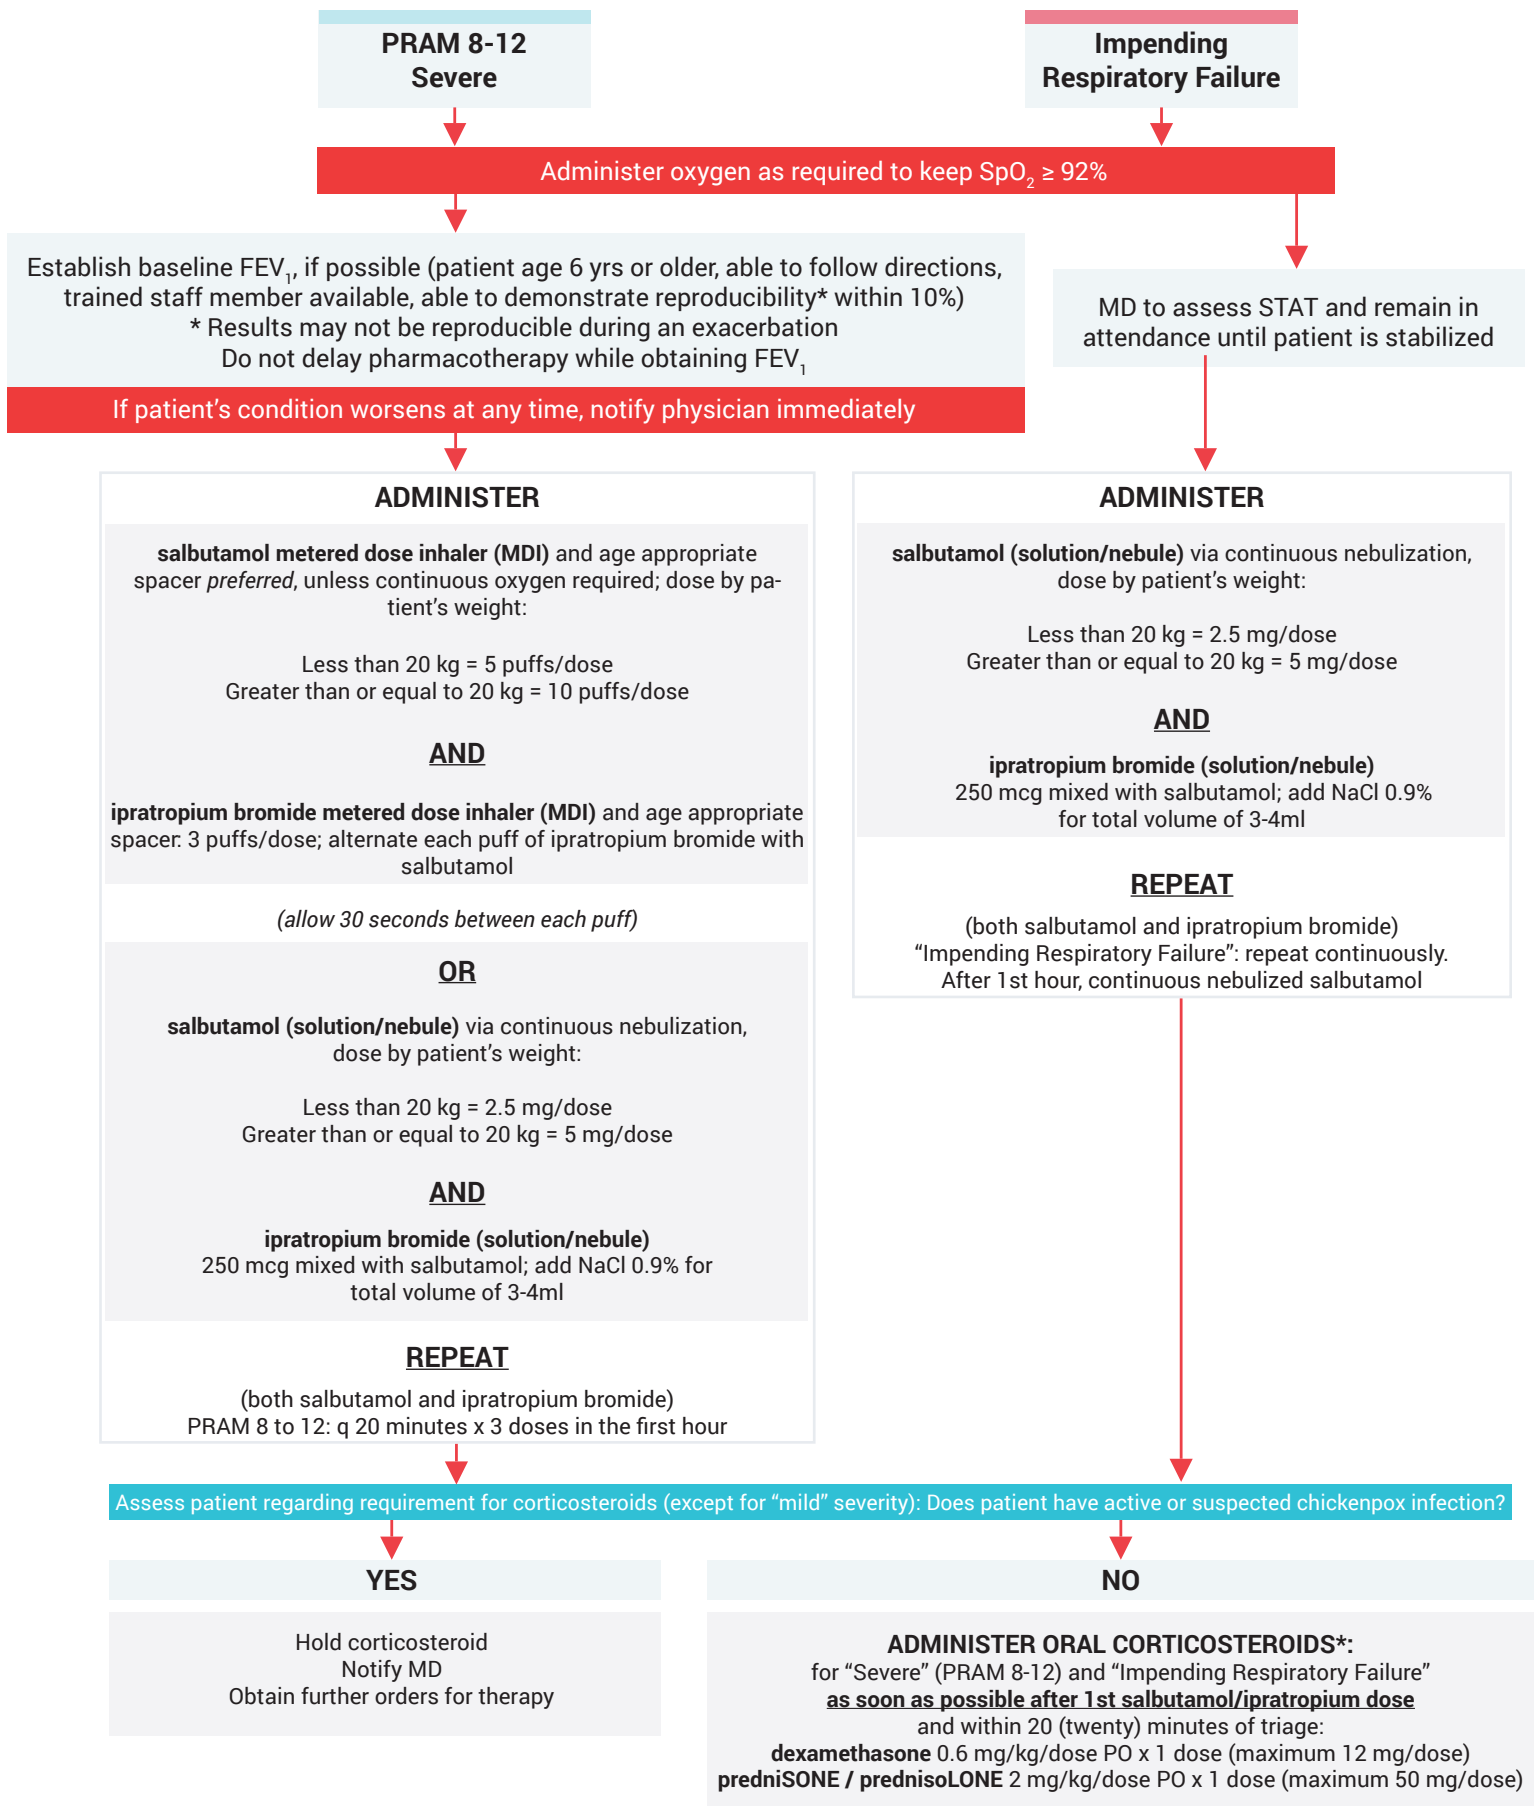 PRAM 8-12
Severe
Impending
Respiratory Failure
Administer oxygen as required to keep SpO₂ ≥ 92%
Establish baseline FEV₁, if possible (patient age 6 yrs or older, able to follow directions,
trained staff member available, able to demonstrate reproducibility* within 10%)
* Results may not be reproducible during an exacerbation
Do not delay pharmacotherapy while obtaining FEV₁
If patient's condition worsens at any time, notify physician immediately
MD to assess STAT and remain in
attendance until patient is stabilized
ADMINISTER
salbutamol metered dose inhaler (MDI) and age appropriate
spacer preferred, unless continuous oxygen required; dose by pa-
tient's weight:
Less than 20 kg = 5 puffs/dose
Greater than or equal to 20 kg = 10 puffs/dose
AND
ipratropium bromide metered dose inhaler (MDI) and age appropriate
spacer: 3 puffs/dose; alternate each puff of ipratropium bromide with
salbutamol
(allow 30 seconds between each puff)
OR
salbutamol (solution/nebule) via continuous nebulization,
dose by patient's weight:
Less than 20 kg = 2.5 mg/dose
Greater than or equal to 20 kg = 5 mg/dose
AND
ipratropium bromide (solution/nebule)
250 mcg mixed with salbutamol; add NaCl 0.9% for
total volume of 3-4ml
REPEAT
(both salbutamol and ipratropium bromide)
PRAM 8 to 12: q 20 minutes x 3 doses in the first hour
ADMINISTER
salbutamol (solution/nebule) via continuous nebulization,
dose by patient's weight:
Less than 20 kg = 2.5 mg/dose
Greater than or equal to 20 kg = 5 mg/dose
AND
ipratropium bromide (solution/nebule)
250 mcg mixed with salbutamol; add NaCl 0.9%
for total volume of 3-4ml
REPEAT
(both salbutamol and ipratropium bromide)
"Impending Respiratory Failure": repeat continuously.
After 1st hour, continuous nebulized salbutamol
Assess patient regarding requirement for corticosteroids (except for "mild" severity): Does patient have active or suspected chickenpox infection?
YES
Hold corticosteroid
Notify MD
Obtain further orders for therapy
NO
ADMINISTER ORAL CORTICOSTEROIDS*:
for "Severe" (PRAM 8-12) and "Impending Respiratory Failure"
as soon as possible after 1st salbutamol/ipratropium dose
and within 20 (twenty) minutes of triage:
dexamethasone 0.6 mg/kg/dose PO x 1 dose (maximum 12 mg/dose)
predniSONE / prednisoLONE 2 mg/kg/dose PO x 1 dose (maximum 50 mg/dose)